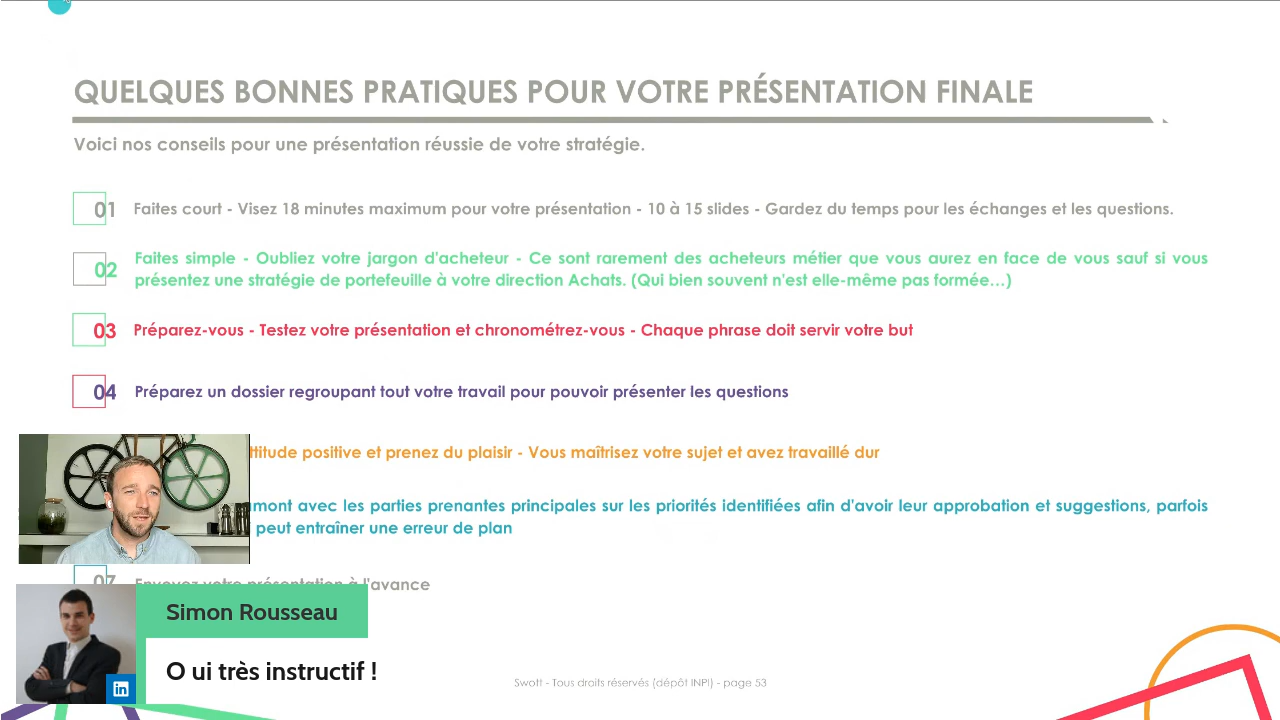 QUELQUES BONNES PRATIQUES POUR VOTRE PRÉSENTATION FINALE
Voici nos conseils pour une présentation réussie de votre stratégie.
01 Faites court - Visez 18 minutes maximum pour votre présentation - 10 à 15 slides - Gardez du temps pour les échanges et les questions.
02 Faites simple - Oubliez votre jargon d'acheteur - Ce sont rarement des acheteurs métier que vous aurez en face de vous sauf si vous
présentez une stratégie de portefeuille à votre direction Achats. (Qui bien souvent n'est elle-même pas formée...)
03 Préparez-vous - Testez votre présentation et chronométrez-vous - Chaque phrase doit servir votre but
04 Préparez un dossier regroupant tout votre travail pour pouvoir présenter les questions
ttitude positive et prenez du plaisir - Vous maîtrisez votre sujet et avez travaillé dur
mont avec les parties prenantes principales sur les priorités identifiées afin d'avoir leur approbation et suggestions, parfois
peut entraîner une erreur de plan
07 Envoyez votre présentation à l'avance
Simon Rousseau
O ui très instructif !
in
Swott - Tous droits réservés (dépôt INPI) - page 53